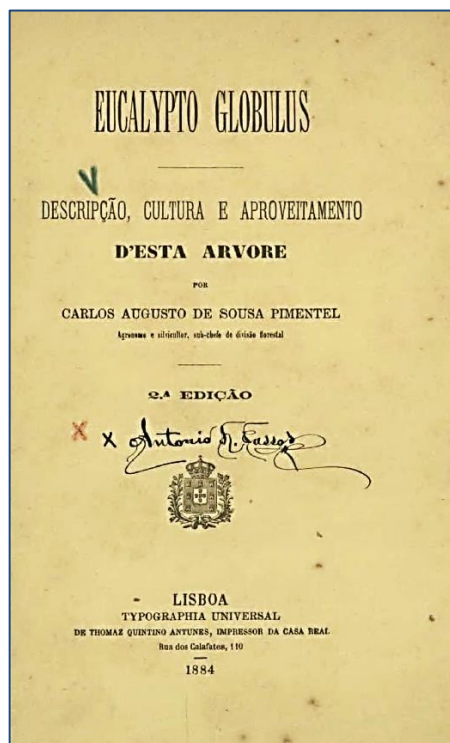 EUCALYPTO GLOBULUS
DESCRIPÇÃO, CULTURA E APROVEITAMENTO
D'ESTA ARVORE
POR
CARLOS AUGUSTO DE SOUSA PIMENTEL
Agronomo e silvicultor, sub-chefe de divisão florestal
2.ª EDIÇÃO
x Antonio
LISBOA
TYPOGRAPHIA UNIVERSAL
DE THOMAZ QUINTINO ANTUNES, IMPRESSOR DA CASA REAL
Rua dos Calafates, 110
1884